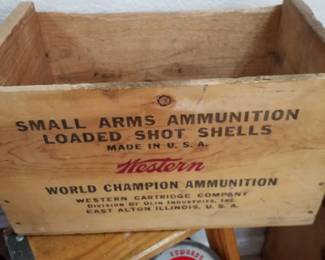 SMALL ARMS AMMUNITION
LOADED SHOT SHELLS
MADE IN U. S. A.
Western
WORLD CHAMPION AMMUNITION
WESTERN CARTRIDGE COMPANY
DIVISION OF OLIN INDUSTRIES, INC.
EAST ALTON ILLINOIS, U. S. A.